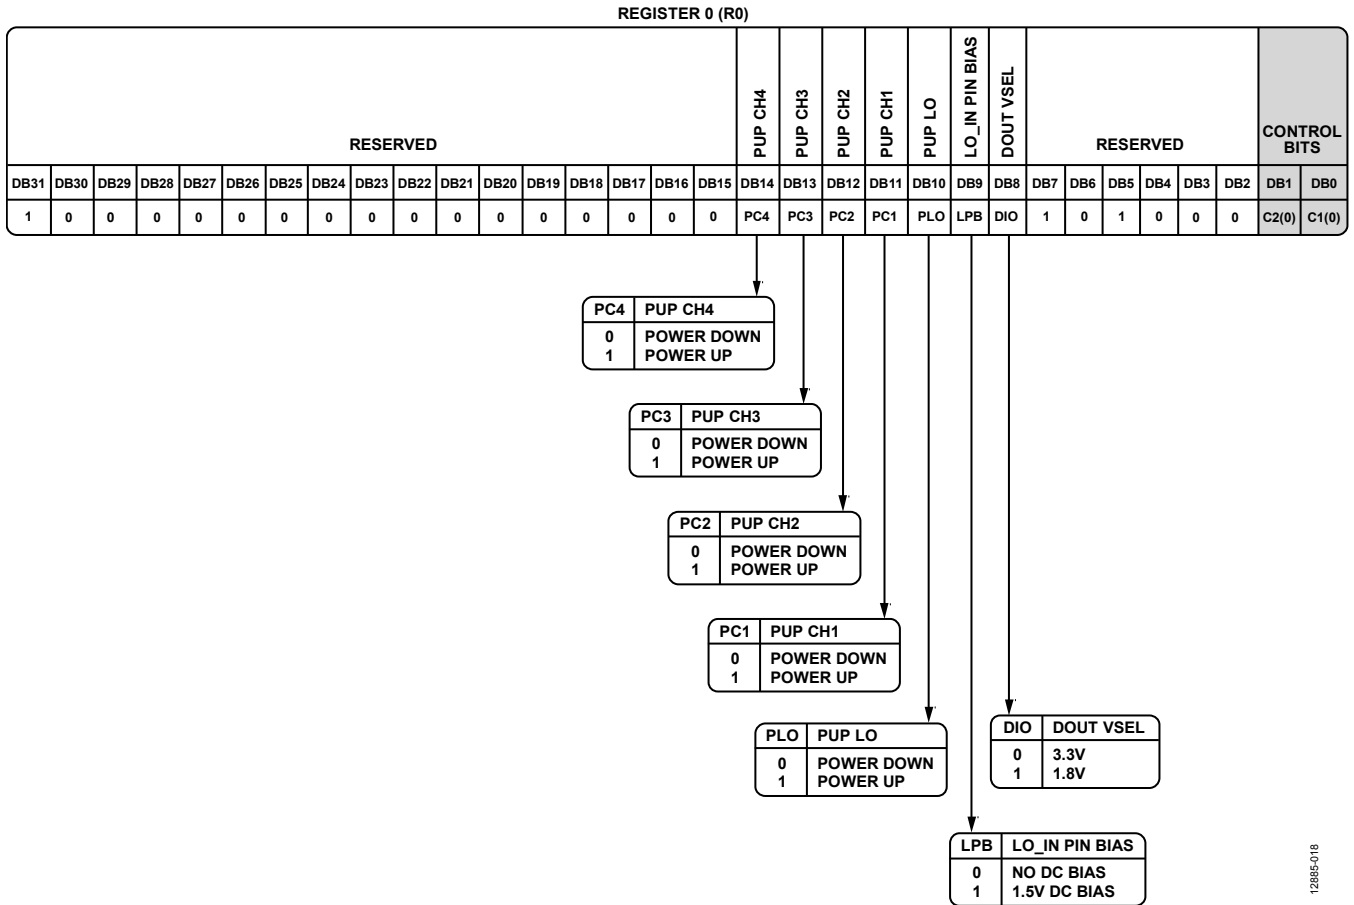 REGISTER 0 (R0)
RESERVED
PUP CH4
PUP CH3
PUP CH2
PUP CH1
PUP LO
LO_IN PIN BIAS
DOUT VSEL
RESERVED
CONTROL
BITS
DB31 DB30 DB29 DB28 DB27 DB26 DB25 DB24 DB23 DB22 DB21 DB20 DB19 DB18 DB17 DB16 DB15 DB14 DB13 DB12 DB11 DB10 DB9 DB8 DB7 DB6 DB5 DB4 DB3 DB2 DB1 DB0
1 0 0 0 0 0 0 0 0 0 0 0 0 0 0 0 0 PC4 PC3 PC2 PC1 PLO LPB DIO 1 0 1 0 0 0 C2(0) C1(0)
PC4 PUP CH4
0 POWER DOWN
1 POWER UP
PC3 PUP CH3
0 POWER DOWN
1 POWER UP
PC2 PUP CH2
0 POWER DOWN
1 POWER UP
PC1 PUP CH1
0 POWER DOWN
1 POWER UP
PLO PUP LO
0 POWER DOWN
1 POWER UP
DIO DOUT VSEL
0 3.3V
1 1.8V
LPB LO_IN PIN BIAS
0 NO DC BIAS
1 1.5V DC BIAS
12885-018